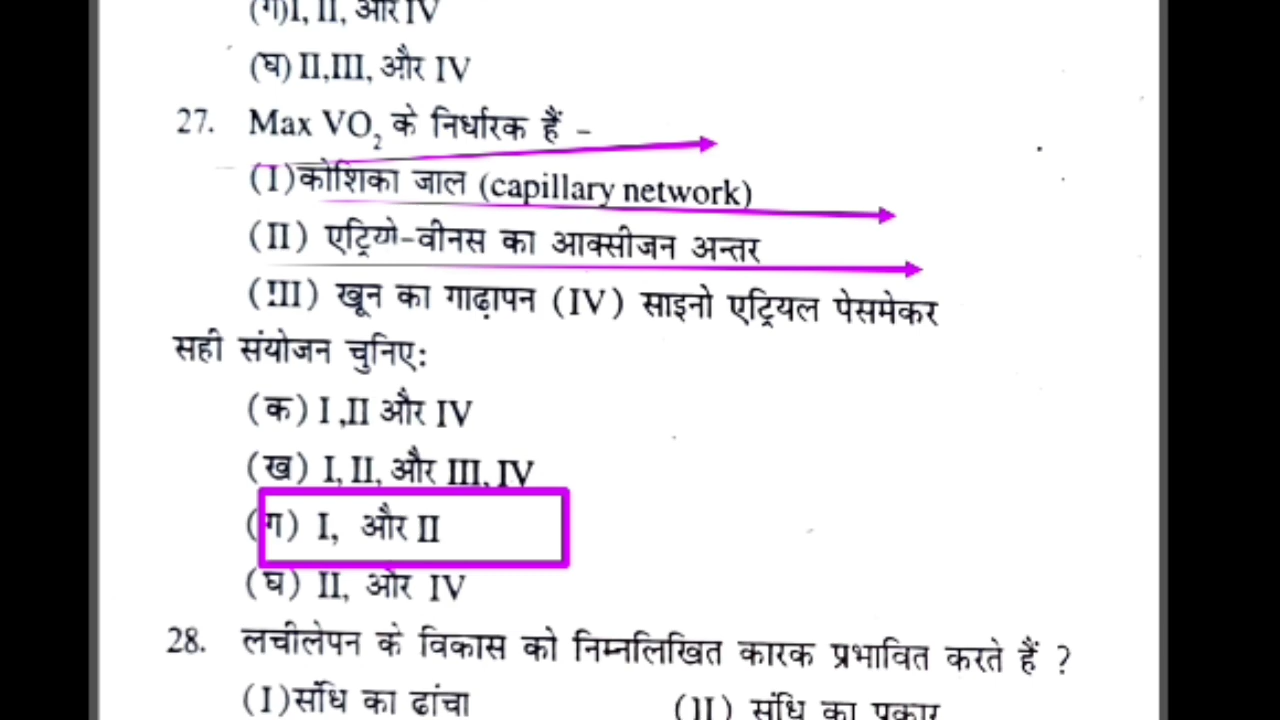 (ग)I, II, और IV
(घ) II,III, और IV
27. Max VO₂ के निर्धारक हैं -
(I)कोशिका जाल (capillary network)
(II) एट्रियो-वीनस का आक्सीजन अन्तर
(III) खून का गाढ़ापन (IV) साइनो एट्रियल पेसमेकर
सही संयोजन चुनिए:
(क) I ,II और IV
(ख) I, II, और III, IV
(ग) I, और II
(घ) II, और IV
28. लचीलेपन के विकास को निम्नलिखित कारक प्रभावित करते हैं ?
(I)संधि का ढांचा (II) संधि का प्रकार